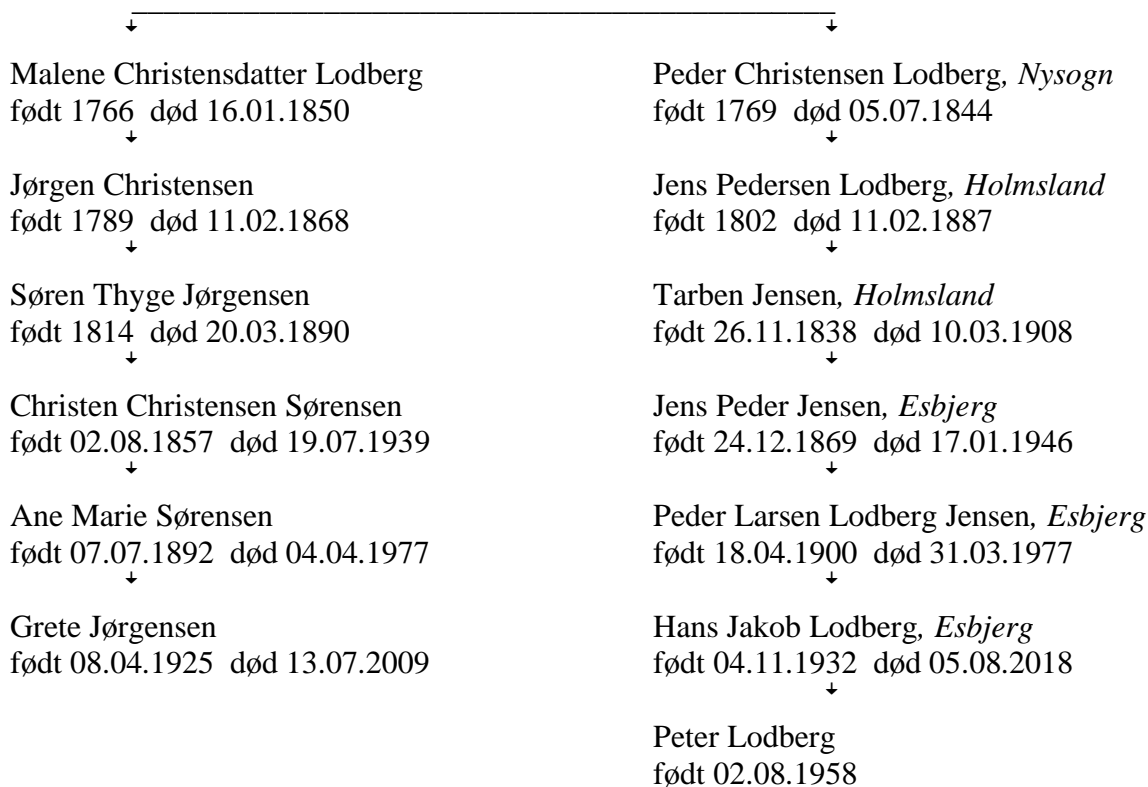 Malene Christensdatter Lodberg
født 1766 død 16.01.1850
Jørgen Christensen
født 1789 død 11.02.1868
Søren Thyge Jørgensen
født 1814 død 20.03.1890
Christen Christensen Sørensen
født 02.08.1857 død 19.07.1939
Ane Marie Sørensen
født 07.07.1892 død 04.04.1977
Grete Jørgensen
født 08.04.1925 død 13.07.2009
Peder Christensen Lodberg, Nysogn
født 1769 død 05.07.1844
Jens Pedersen Lodberg, Holmsland
født 1802 død 11.02.1887
Tarben Jensen, Holmsland
født 26.11.1838 død 10.03.1908
Jens Peder Jensen, Esbjerg
født 24.12.1869 død 17.01.1946
Peder Larsen Lodberg Jensen, Esbjerg
født 18.04.1900 død 31.03.1977
Hans Jakob Lodberg, Esbjerg
født 04.11.1932 død 05.08.2018
Peter Lodberg
født 02.08.1958